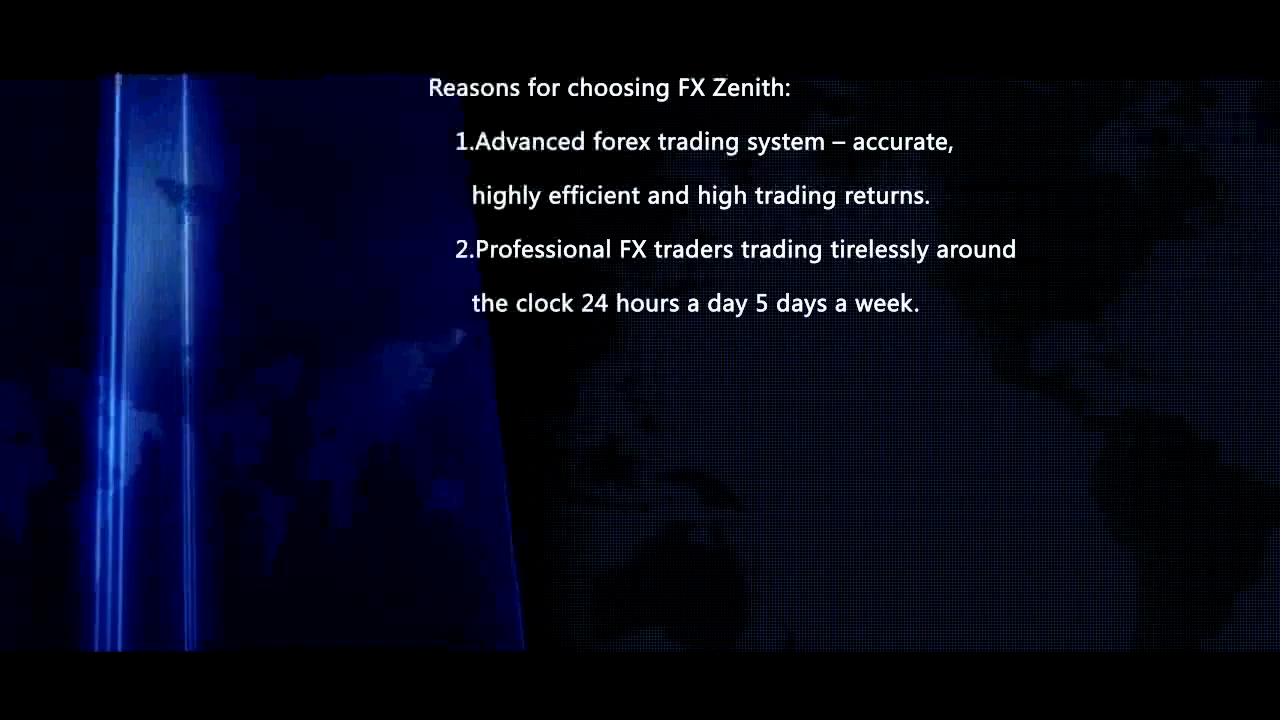 Reasons for choosing FX Zenith:
1.Advanced forex trading system – accurate,
highly efficient and high trading returns.
2.Professional FX traders trading tirelessly around
the clock 24 hours a day 5 days a week.